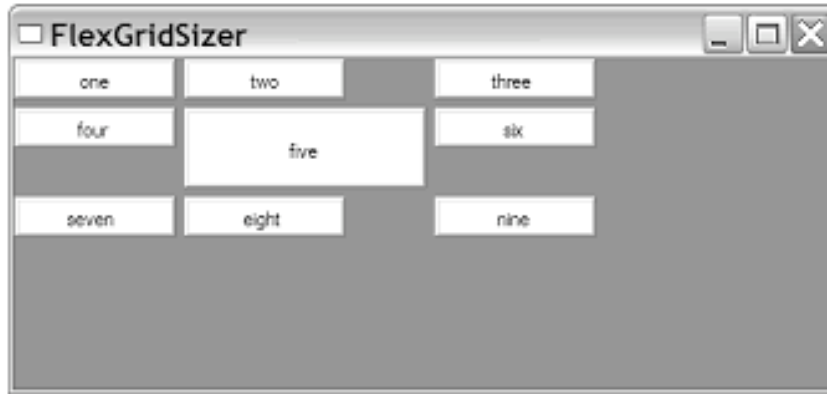 FlexGridSizer
one two three
four five six
seven eight nine